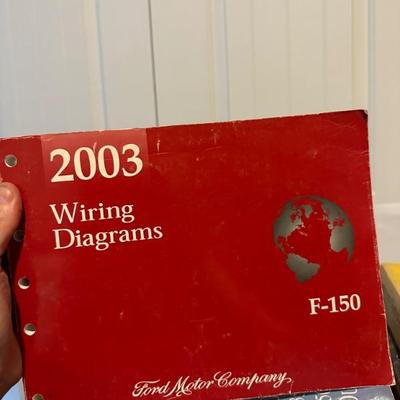 2003
Wiring
Diagrams
F-150
Ford Motor Company,